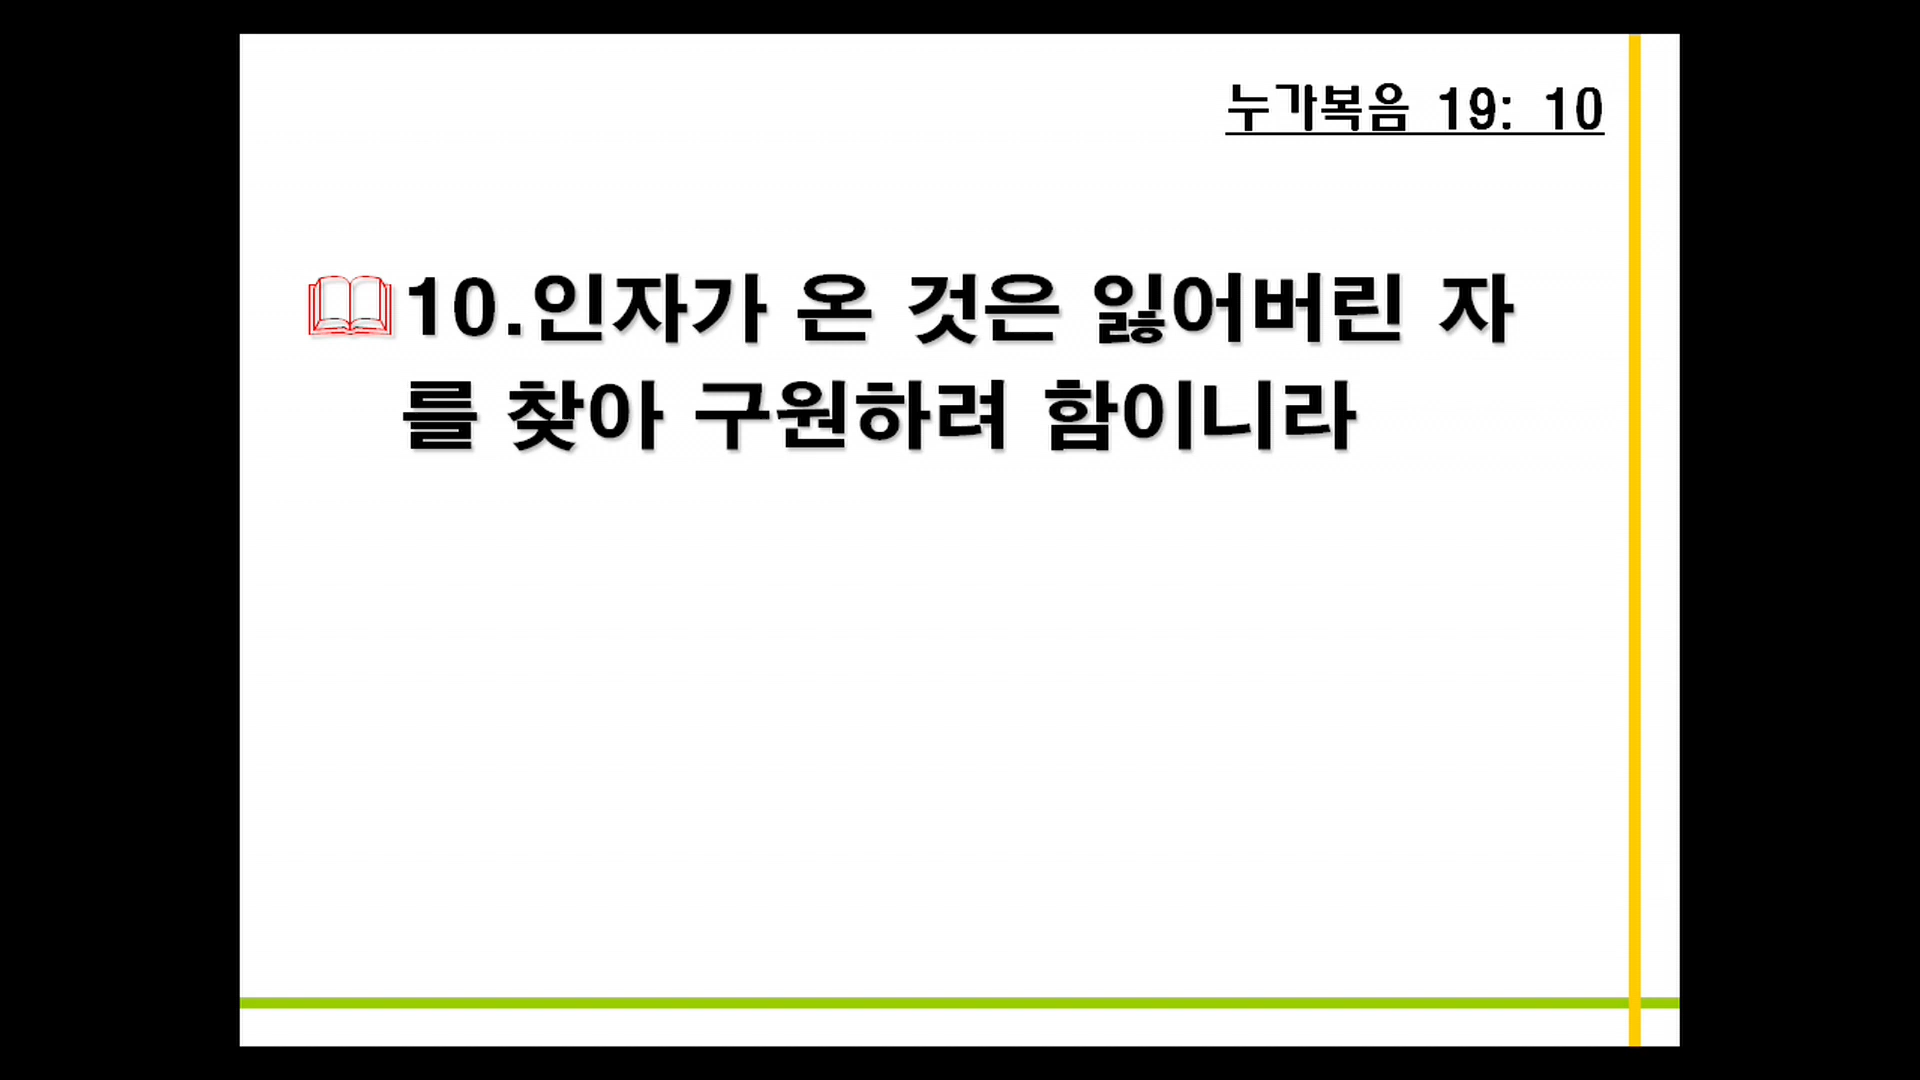 누가복음 19: 10
10.인자가 온 것은 잃어버린 자
를 찾아 구원하려 함이니라